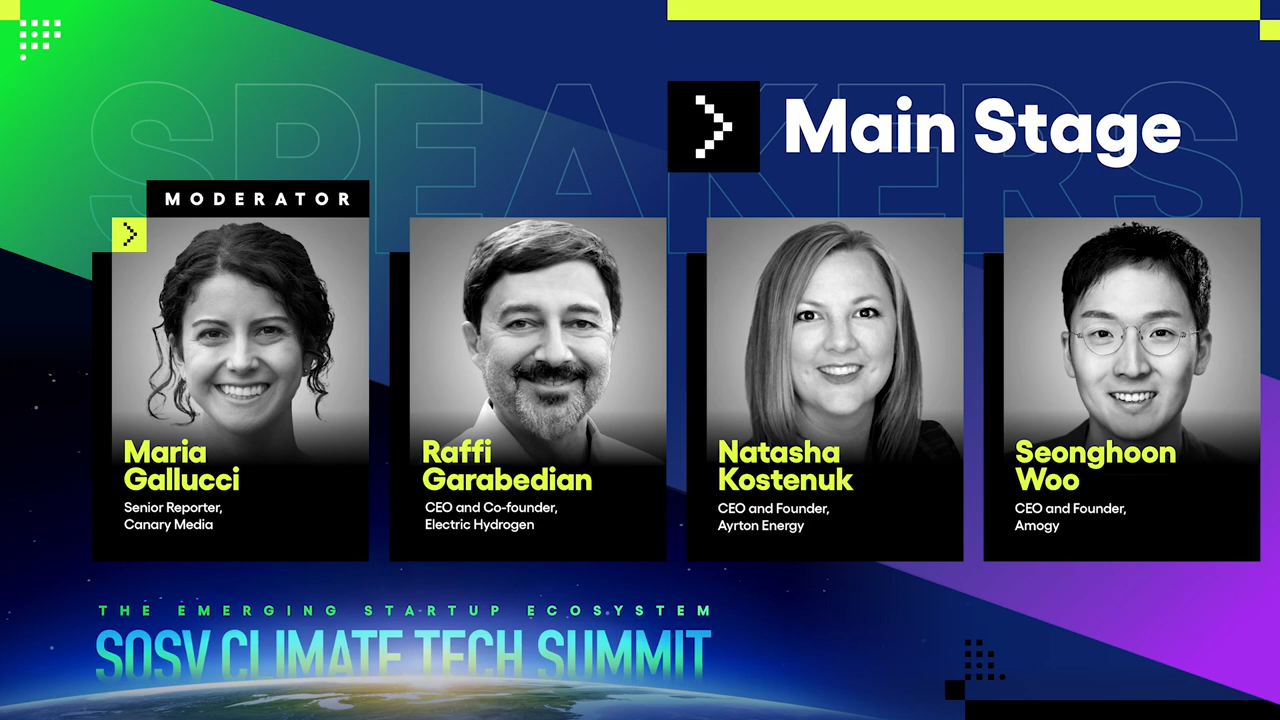 SPEAKERS
Main Stage
MODERATOR
Maria
Gallucci
Senior Reporter,
Canary Media
Raffi
Garabedian
CEO and Co-founder,
Electric Hydrogen
Natasha
Kostenuk
CEO and Founder,
Ayrton Energy
Seonghoon
Woo
CEO and Founder,
Amogy
THE EMERGING STARTUP ECOSYSTEM
SOSV CLIMATE TECH SUMMIT